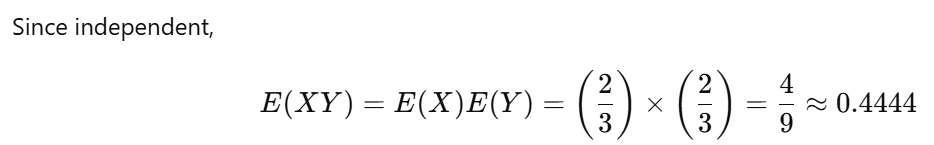 Since independent,
E(XY) = E(X)E(Y) = (2/3) × (2/3) = 4/9 ≈ 0.4444